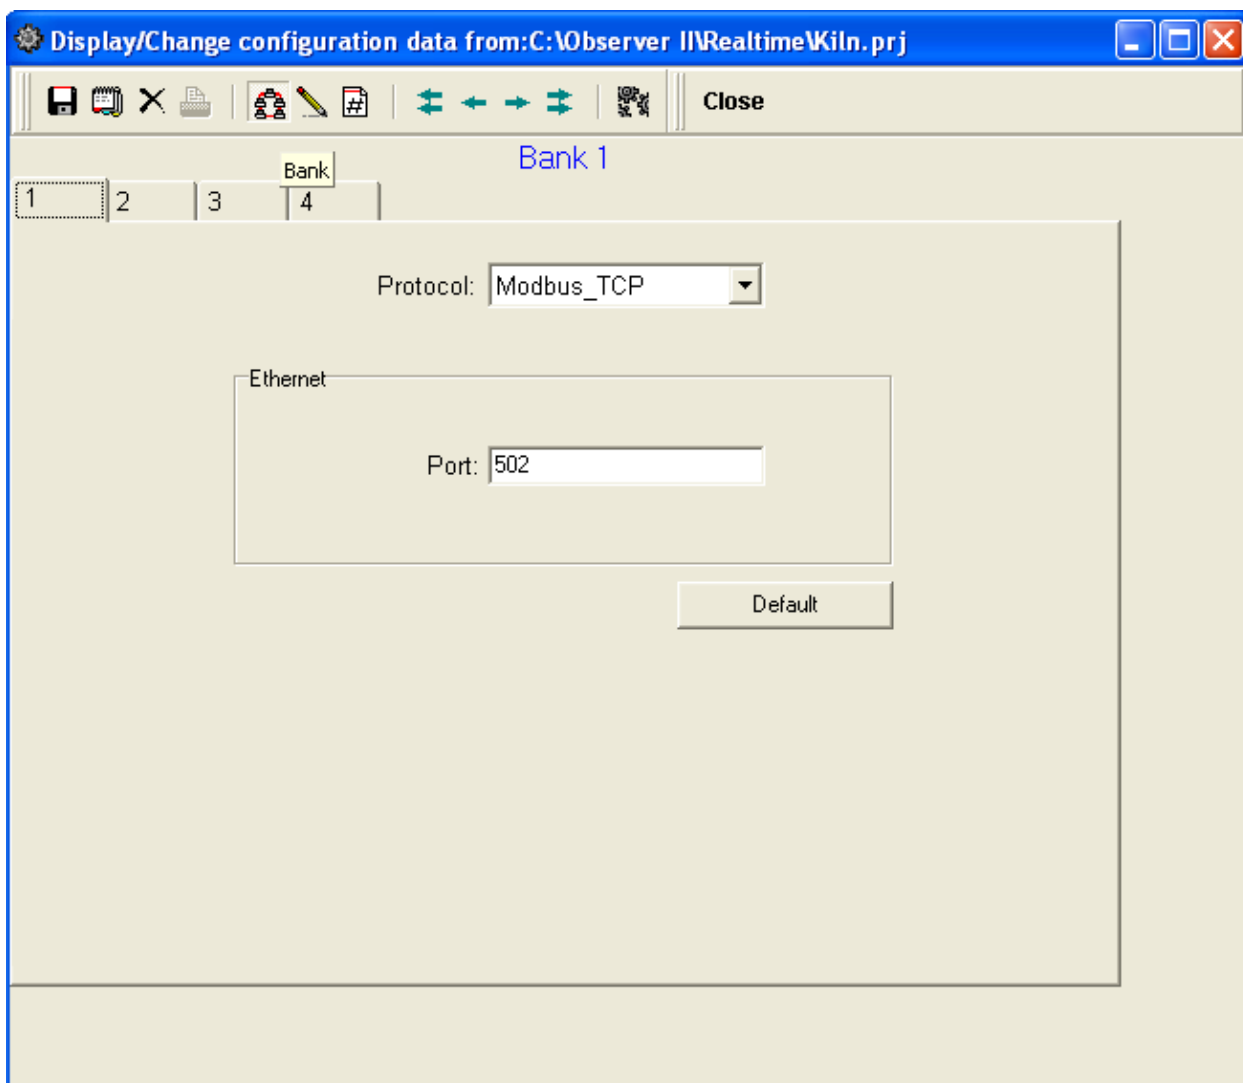 Display/Change configuration data from:C:\Observer II\Realtime\Kiln.prj
Close
Bank 1
Bank
1 2 3 4
Protocol: Modbus_TCP
Ethernet
Port: 502
Default